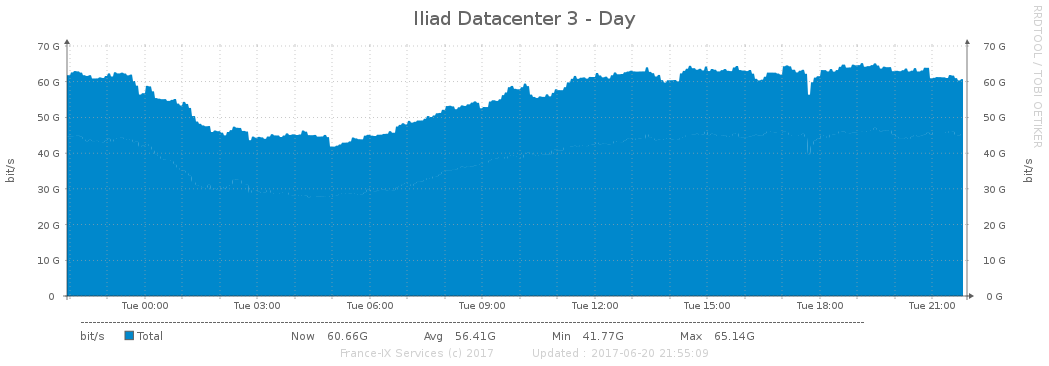 Iliad Datacenter 3 - Day
RRDTOOL / TOBI OETIKER
70 G 70 G
60 G 60 G
50 G 50 G
40 G 40 G
30 G 30 G
20 G 20 G
10 G 10 G
0 0 G
bit/s bit/s
Tue 00:00 Tue 03:00 Tue 06:00 Tue 09:00 Tue 12:00 Tue 15:00 Tue 18:00 Tue 21:00
bit/s Total Now 60.66G Avg 56.41G Min 41.77G Max 65.14G
France-IX Services (c) 2017 Updated : 2017-06-20 21:55:09